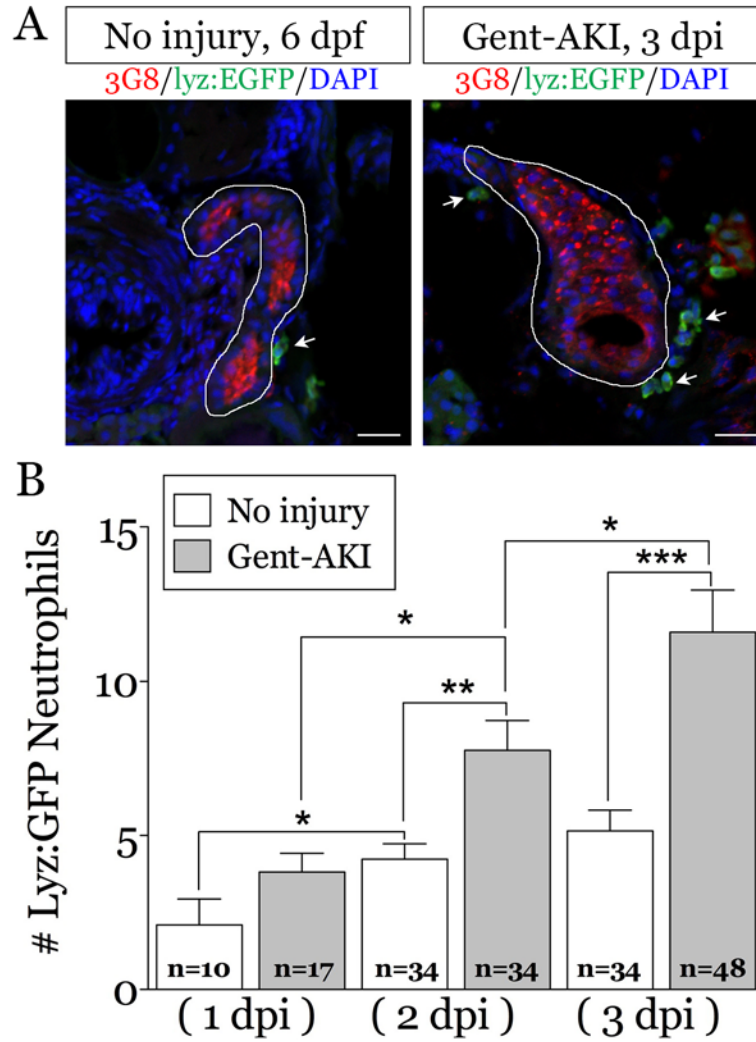 A
No injury, 6 dpf
Gent-AKI, 3 dpi
3G8/lyz:EGFP/DAPI
3G8/lyz:EGFP/DAPI
B
No injury
Gent-AKI
# Lyz:GFP Neutrophils
15
10
5
0
*
*
**
*
***
n=10
n=17
n=34
n=34
n=34
n=48
( 1 dpi )
( 2 dpi )
( 3 dpi )